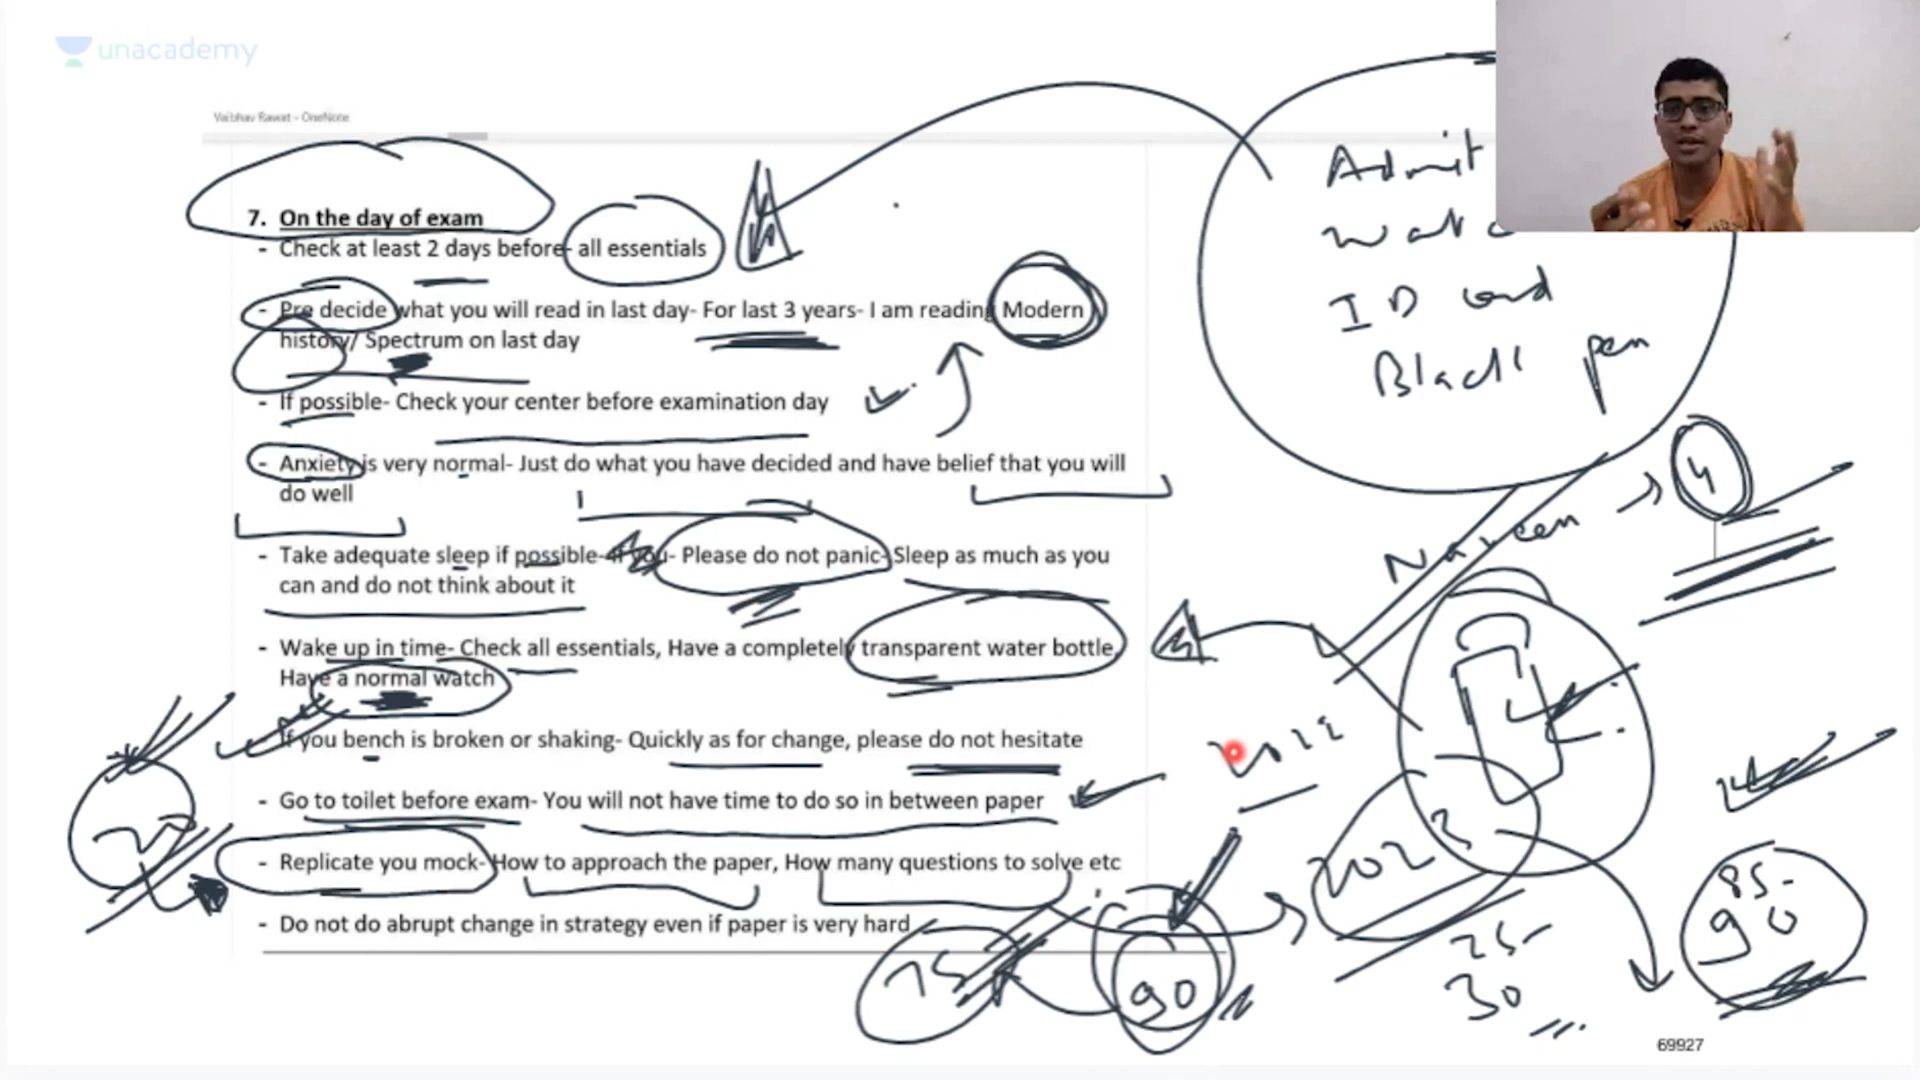 unacademy
Vaibhav Rawat - OneNote
7. On the day of exam
- Check at least 2 days before- all essentials
- Pre decide what you will read in last day- For last 3 years- I am reading Modern
history/ Spectrum on last day
- If possible- Check your center before examination day
- Anxiety is very normal- Just do what you have decided and have belief that you will
do well
- Take adequate sleep if possible- If you- Please do not panic- Sleep as much as you
can and do not think about it
- Wake up in time- Check all essentials, Have a completely transparent water bottle,
Have a normal watch
- If you bench is broken or shaking- Quickly as for change, please do not hesitate
- Go to toilet before exam- You will not have time to do so in between paper
- Replicate you mock- How to approach the paper, How many questions to solve etc
- Do not do abrupt change in strategy even if paper is very hard
Admit
Watc
ID card
Black pen
Naveen → 4
2022
2023
25-
30
85-
90
75
90
69927